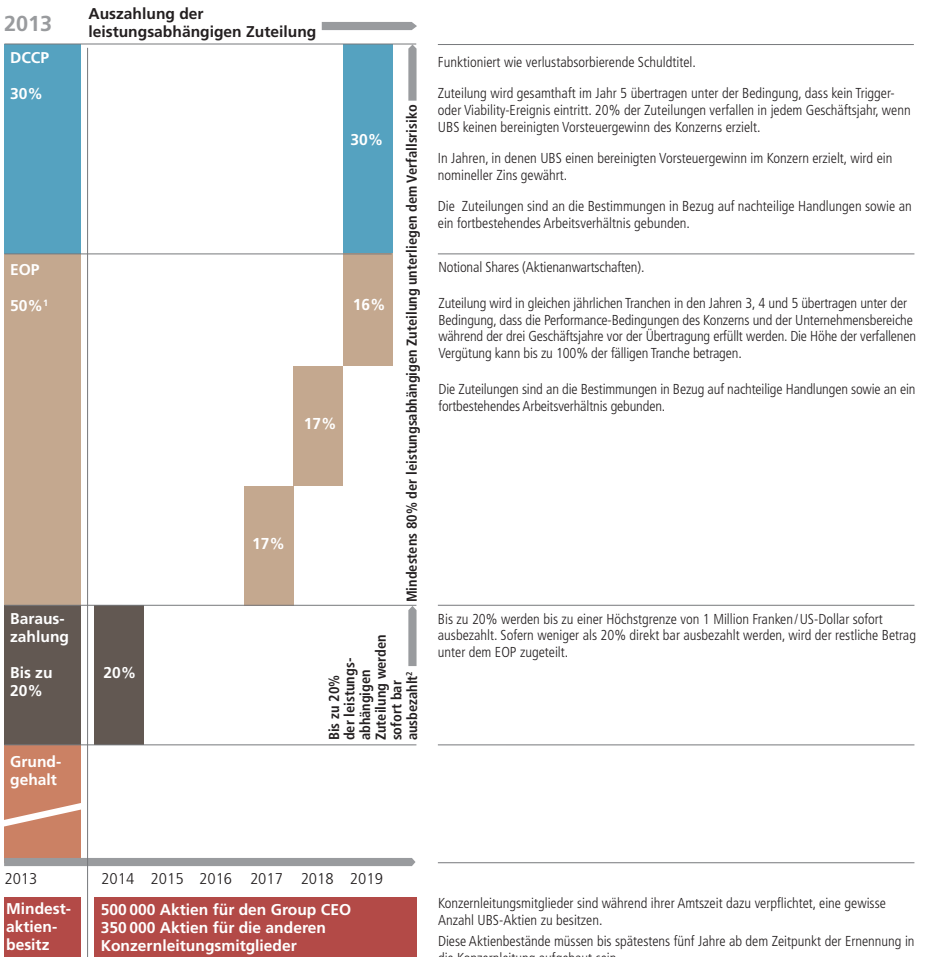 2013
Auszahlung der
leistungsabhängigen Zuteilung
DCCP
30%
30%
Mindestens 80% der leistungsabhängigen Zuteilung unterliegen dem Verfallsrisiko
Funktioniert wie verlustabsorbierende Schuldtitel.
Zuteilung wird gesamthaft im Jahr 5 übertragen unter der Bedingung, dass kein Trigger-
oder Viability-Ereignis eintritt. 20% der Zuteilungen verfallen in jedem Geschäftsjahr, wenn
UBS keinen bereinigten Vorsteuergewinn des Konzerns erzielt.
In Jahren, in denen UBS einen bereinigten Vorsteuergewinn im Konzern erzielt, wird ein
nomineller Zins gewährt.
Die Zuteilungen sind an die Bestimmungen in Bezug auf nachteilige Handlungen sowie an
ein fortbestehendes Arbeitsverhältnis gebunden.
EOP
50%¹
16%
17%
17%
Notional Shares (Aktienanwartschaften).
Zuteilung wird in gleichen jährlichen Tranchen in den Jahren 3, 4 und 5 übertragen unter der
Bedingung, dass die Performance-Bedingungen des Konzerns und der Unternehmensbereiche
während der drei Geschäftsjahre vor der Übertragung erfüllt werden. Die Höhe der verfallenen
Vergütung kann bis zu 100% der fälligen Tranche betragen.
Die Zuteilungen sind an die Bestimmungen in Bezug auf nachteilige Handlungen sowie an ein
fortbestehendes Arbeitsverhältnis gebunden.
Baraus-
zahlung
Bis zu
20%
20%
Bis zu 20%
der leistungs-
abhängigen
Zuteilung werden
sofort bar
ausbezahlt²
Bis zu 20% werden bis zu einer Höchstgrenze von 1 Million Franken/US-Dollar sofort
ausbezahlt. Sofern weniger als 20% direkt bar ausbezahlt werden, wird der restliche Betrag
unter dem EOP zugeteilt.
Grund-
gehalt
2013 2014 2015 2016 2017 2018 2019
Mindest-
aktien-
besitz
500 000 Aktien für den Group CEO
350 000 Aktien für die anderen
Konzernleitungsmitglieder
Konzernleitungsmitglieder sind während ihrer Amtszeit dazu verpflichtet, eine gewisse
Anzahl UBS-Aktien zu besitzen.
Diese Aktienbestände müssen bis spätestens fünf Jahre ab dem Zeitpunkt der Ernennung in
die Konzernleitung aufgebaut sein.